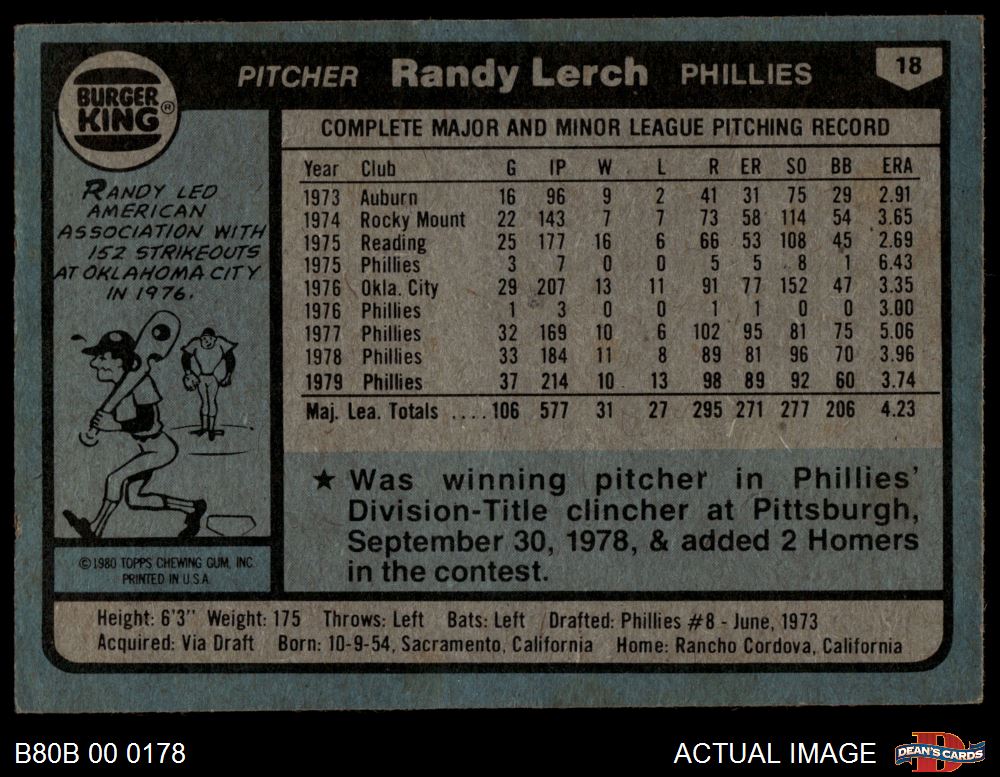 BURGER
KING®
PITCHER Randy Lerch PHILLIES 18
RANDY LED
AMERICAN
ASSOCIATION WITH
152 STRIKEOUTS
AT OKLAHOMA CITY
IN 1976.
©1980 TOPPS CHEWING GUM, INC.
PRINTED IN U.S.A.
COMPLETE MAJOR AND MINOR LEAGUE PITCHING RECORD
Year Club G IP W L R ER SO BB ERA
1973 Auburn 16 96 9 2 41 31 75 29 2.91
1974 Rocky Mount 22 143 7 7 73 58 114 54 3.65
1975 Reading 25 177 16 6 66 53 108 45 2.69
1975 Phillies 3 7 0 0 5 5 8 1 6.43
1976 Okla. City 29 207 13 11 91 77 152 47 3.35
1976 Phillies 1 3 0 0 1 1 0 0 3.00
1977 Phillies 32 169 10 6 102 95 81 75 5.06
1978 Phillies 33 184 11 8 89 81 96 70 3.96
1979 Phillies 37 214 10 13 98 89 92 60 3.74
Maj. Lea. Totals ....106 577 31 27 295 271 277 206 4.23
★ Was winning pitcher in Phillies'
Division-Title clincher at Pittsburgh,
September 30, 1978, & added 2 Homers
in the contest.
Height: 6'3" Weight: 175 Throws: Left Bats: Left Drafted: Phillies #8 - June, 1973
Acquired: Via Draft Born: 10-9-54, Sacramento, California Home: Rancho Cordova, California
B80B 00 0178
ACTUAL IMAGE
D
DEAN'S CARDS